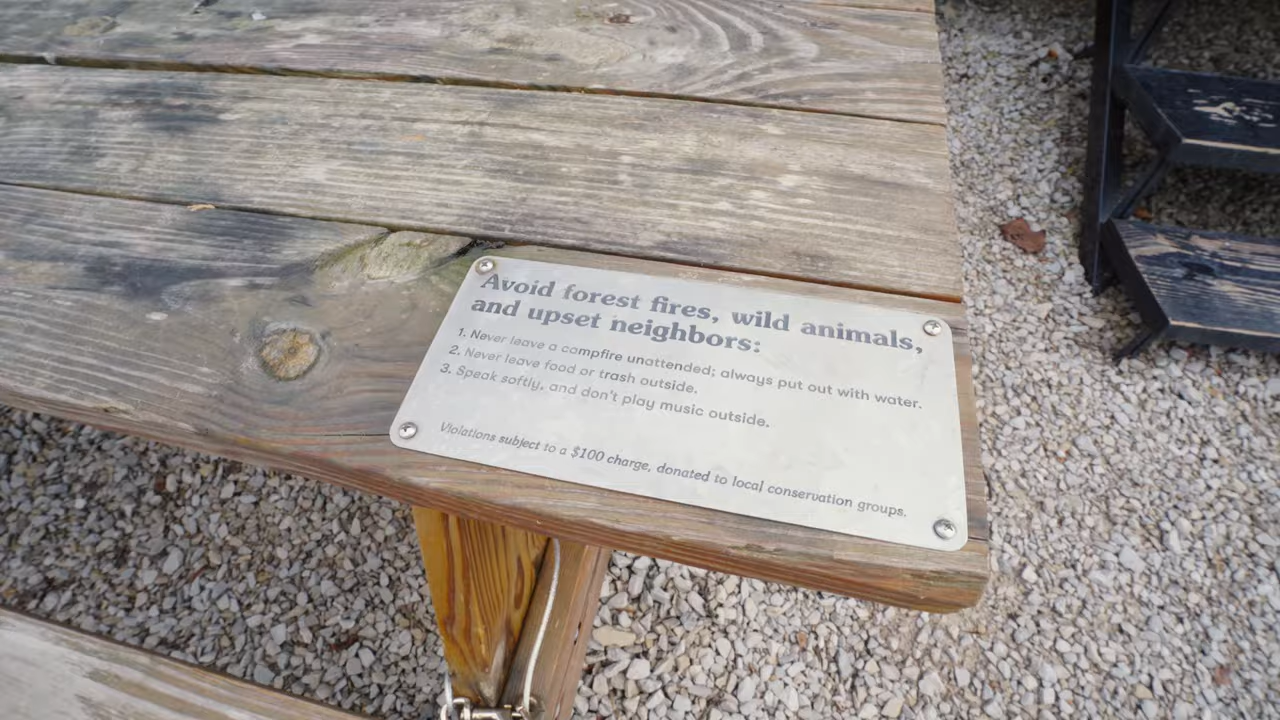 Avoid forest fires, wild animals,
and upset neighbors:
1. Never leave a campfire unattended; always put out with water.
2. Never leave food or trash outside.
3. Speak softly, and don't play music outside.
Violations subject to a $100 charge, donated to local conservation groups.